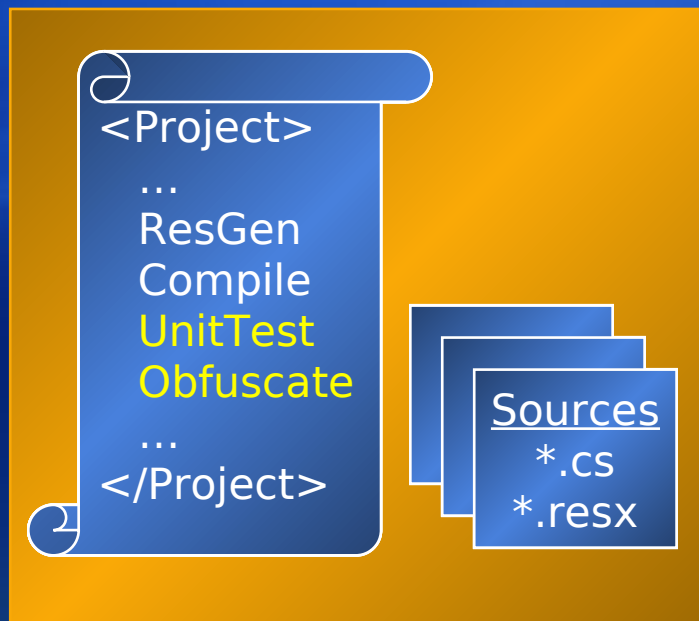 <Project>
...
ResGen
Compile
UnitTest
Obfuscate
...
</Project>
Sources
*.cs
*.resx